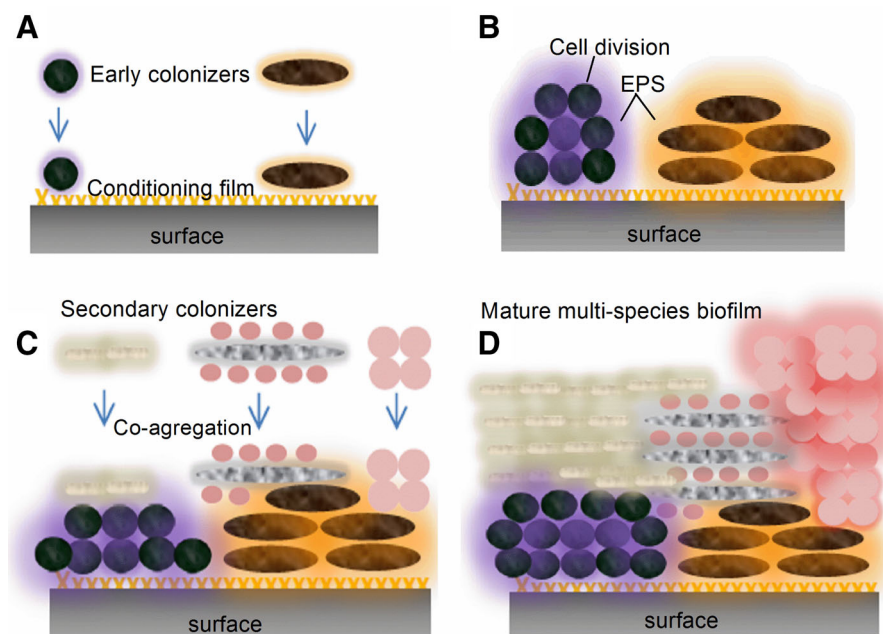 A
Early colonizers
Conditioning film
surface
B
Cell division
EPS
surface
Secondary colonizers
C
Co-agregation
surface
Mature multi-species biofilm
D
surface